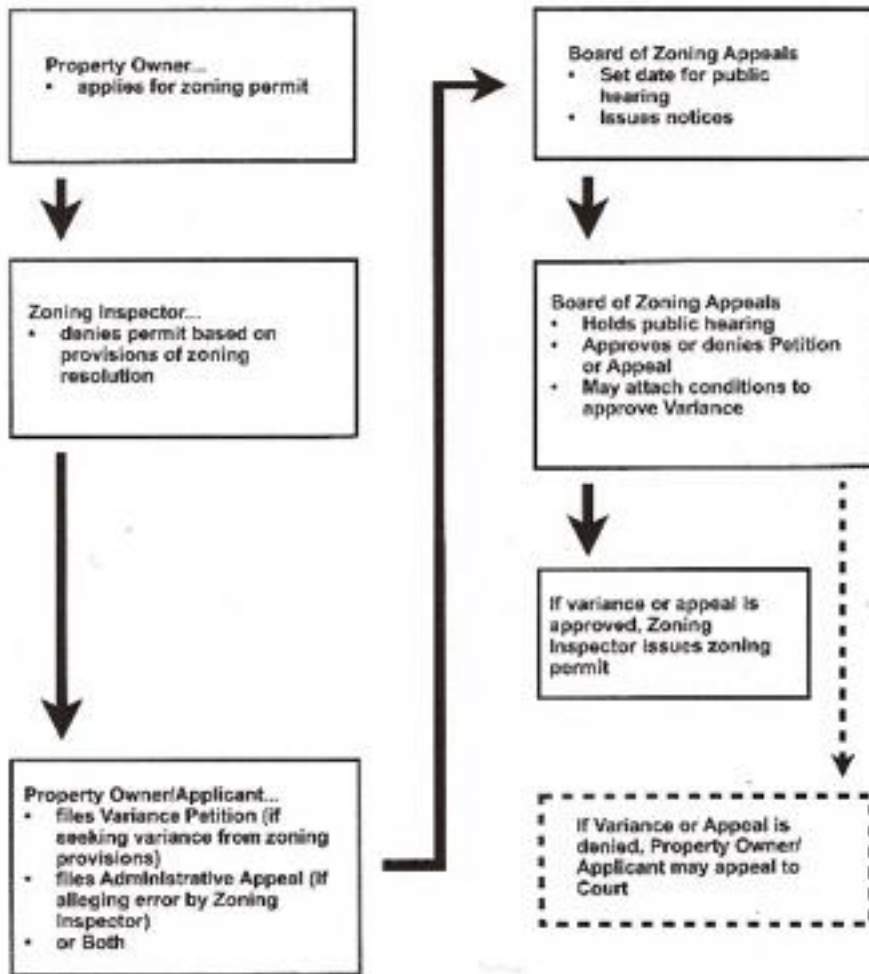 Property Owner...
• applies for zoning permit
Zoning Inspector...
• denies permit based on
provisions of zoning
resolution
Property Owner/Applicant...
• files Variance Petition (if
seeking variance from zoning
provisions)
• files Administrative Appeal (if
alleging error by Zoning
Inspector)
• or Both
Board of Zoning Appeals
• Set date for public
hearing
• Issues notices
Board of Zoning Appeals
• Holds public hearing
• Approves or denies Petition
or Appeal
• May attach conditions to
approve Variance
If variance or appeal is
approved, Zoning
Inspector issues zoning
permit
If Variance or Appeal is
denied, Property Owner/
Applicant may appeal to
Court